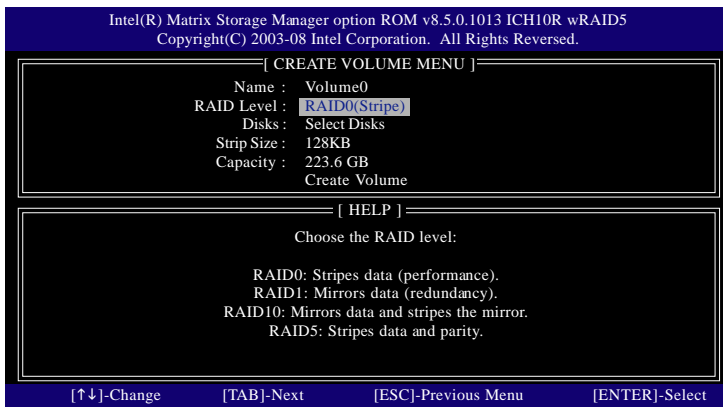 Intel(R) Matrix Storage Manager option ROM v8.5.0.1013 ICH10R wRAID5
Copyright(C) 2003-08 Intel Corporation. All Rights Reversed.
[ CREATE VOLUME MENU ]
Name : Volume0
RAID Level : RAID0(Stripe)
Disks : Select Disks
Strip Size : 128KB
Capacity : 223.6 GB
Create Volume
[ HELP ]
Choose the RAID level:
RAID0: Stripes data (performance).
RAID1: Mirrors data (redundancy).
RAID10: Mirrors data and stripes the mirror.
RAID5: Stripes data and parity.
[↑↓]-Change [TAB]-Next [ESC]-Previous Menu [ENTER]-Select